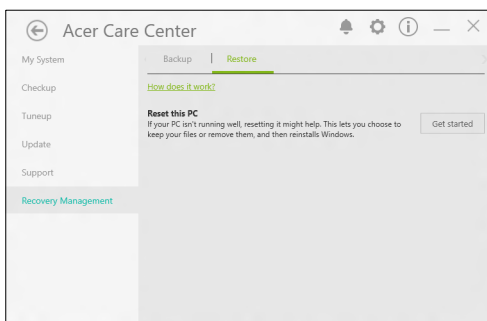 Acer Care Center
My System
Checkup
Tuneup
Update
Support
Recovery Management
Backup | Restore
How does it work?
Reset this PC
If your PC isn't running well, resetting it might help. This lets you choose to
keep your files or remove them, and then reinstalls Windows.
Get started